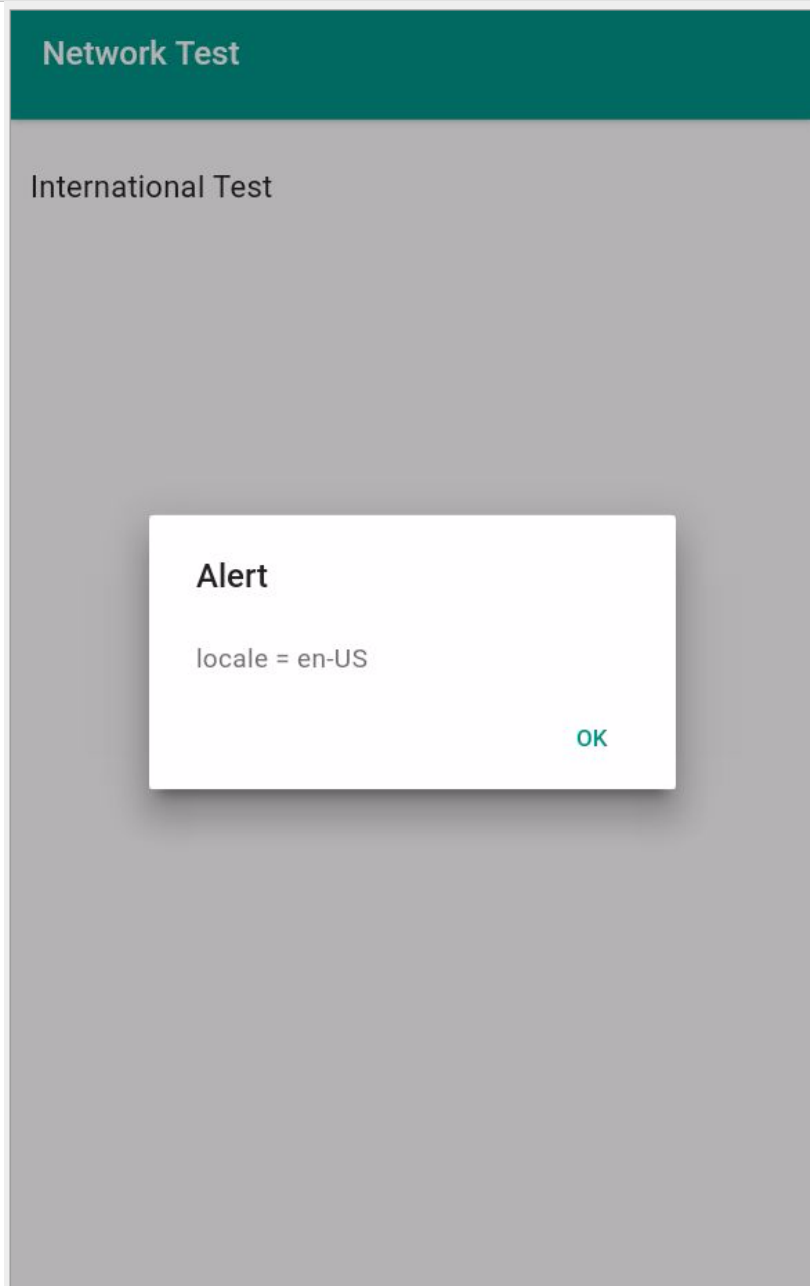 Network Test
International Test
Alert
locale = en-US
OK